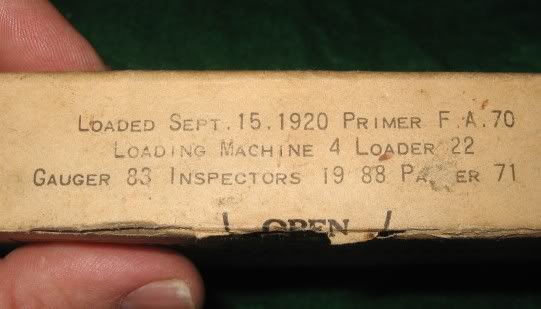 LOADED SEPT. 15. 1920 PRIMER F.A. 70
LOADING MACHINE 4 LOADER 22
GAUGER 83 INSPECTORS 19 88 71
OPEN